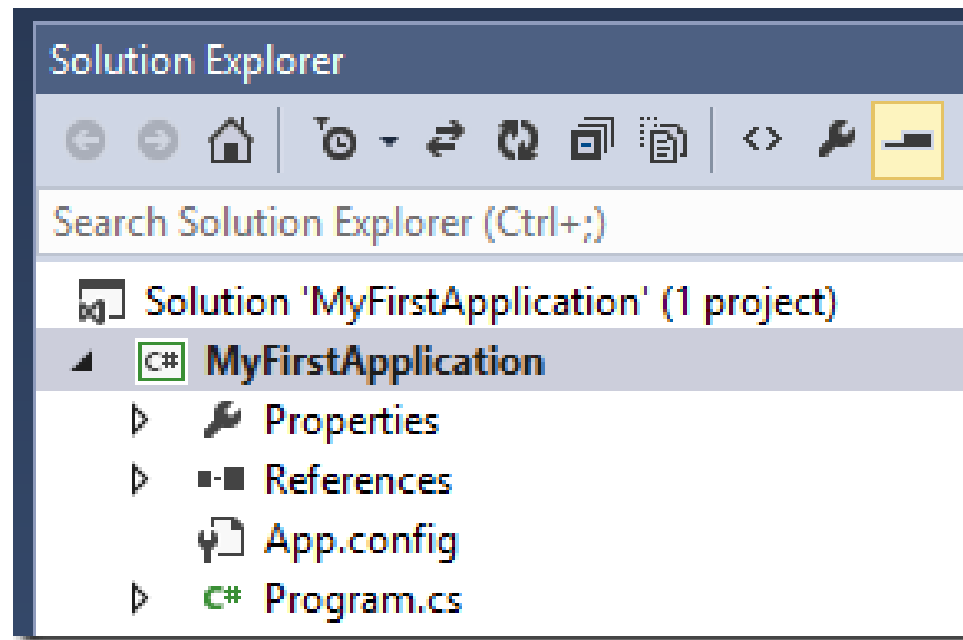 Solution Explorer
Search Solution Explorer (Ctrl+;)
Solution 'MyFirstApplication' (1 project)
C# MyFirstApplication
Properties
References
App.config
C# Program.cs